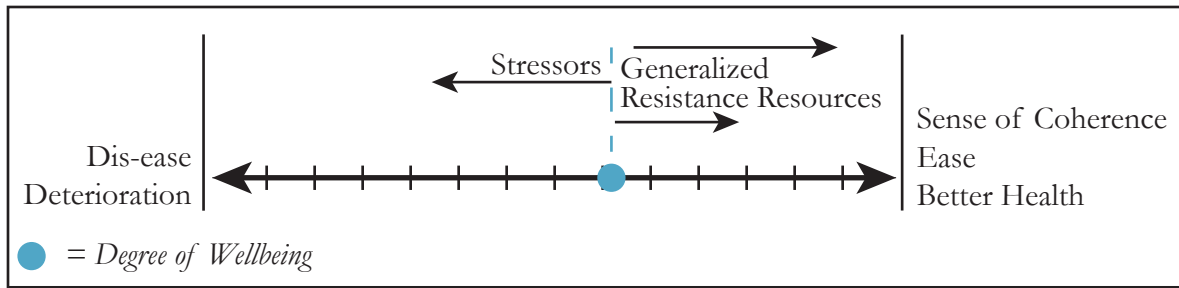 Stressors
Generalized
Resistance Resources
Dis-ease
Deterioration
Sense of Coherence
Ease
Better Health
= Degree of Wellbeing